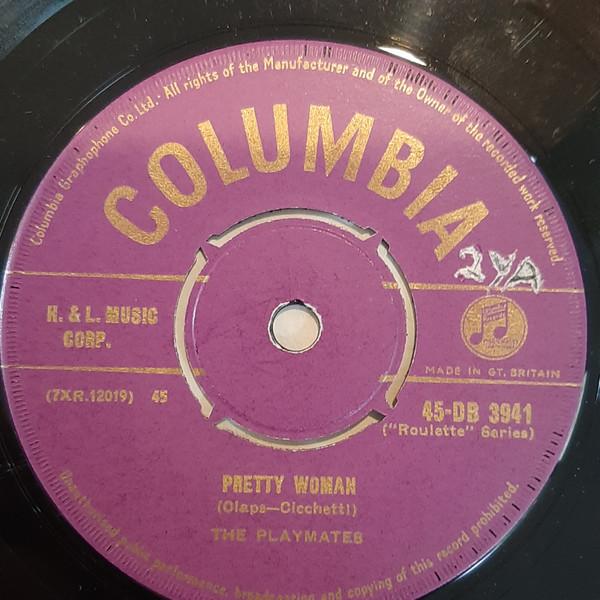 Columbia Graphophone Co. Ltd. All rights of the Manufacturer and of the Owner of the recorded work reserved.
COLUMBIA
2YA
H. & L. MUSIC
CORP.
MADE IN GT. BRITAIN
(7XR.12019) 45
45-DB 3941
("Roulette" Series)
PRETTY WOMAN
(Claps—Cicchetti)
THE PLAYMATES
Unauthorised public performance, broadcasting and copying of this record prohibited.